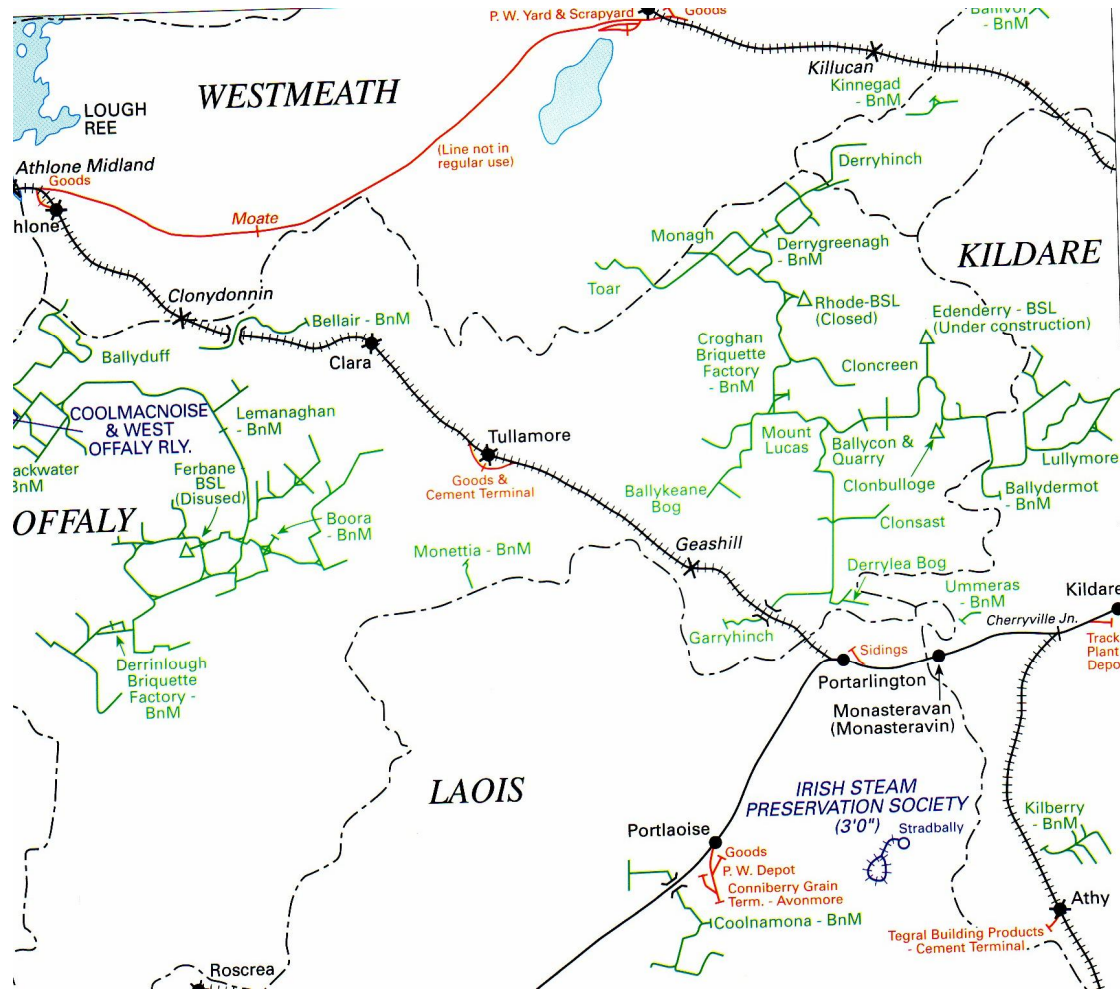 P. W. Yard & Scrapyard
Goods
Ballivor
- BnM
WESTMEATH
Killucan
Kinnegad
- BnM
LOUGH
REE
(Line not in
regular use)
Athlone Midland
Goods
hlone
Moate
Derryhinch
Monagh
Derrygreenagh
- BnM
KILDARE
Toar
Clonydonnin
Rhode-BSL
(Closed)
Edenderry - BSL
(Under construction)
Bellair - BnM
Ballyduff
Clara
Croghan
Briquette
Factory -
- BnM
Cloncreen
COOLMACNOISE
& WEST
OFFALY RLY.
Lemanaghan
- BnM
Tullamore
Mount
Lucas
Ballycon &
Quarry
Lullymore
ackwater
BnM
Ferbane -
BSL
(Disused)
Goods &
Cement Terminal
Ballykeane
Bog
Clonbulloge
Ballydermot
- BnM
OFFALY
Boora
- BnM
Clonsast
Monettia - BnM
Geashill
Derrylea Bog
Ummeras
- BnM
Kildare
Cherryville Jn.
Garryhinch
Track
Plant
Depo
Sidings
Derrinlough
Briquette
Factory -
BnM
Portarlington
Monasteravan
(Monasteravin)
LAOIS
IRISH STEAM
PRESERVATION SOCIETY
(3'0")
Stradbally
Kilberry
- BnM
Portlaoise
Goods
P. W. Depot
Conniberry Grain
Term. - Avonmore
Coolnamona - BnM
Athy
Tegral Building Products
- Cement Terminal.
Roscrea